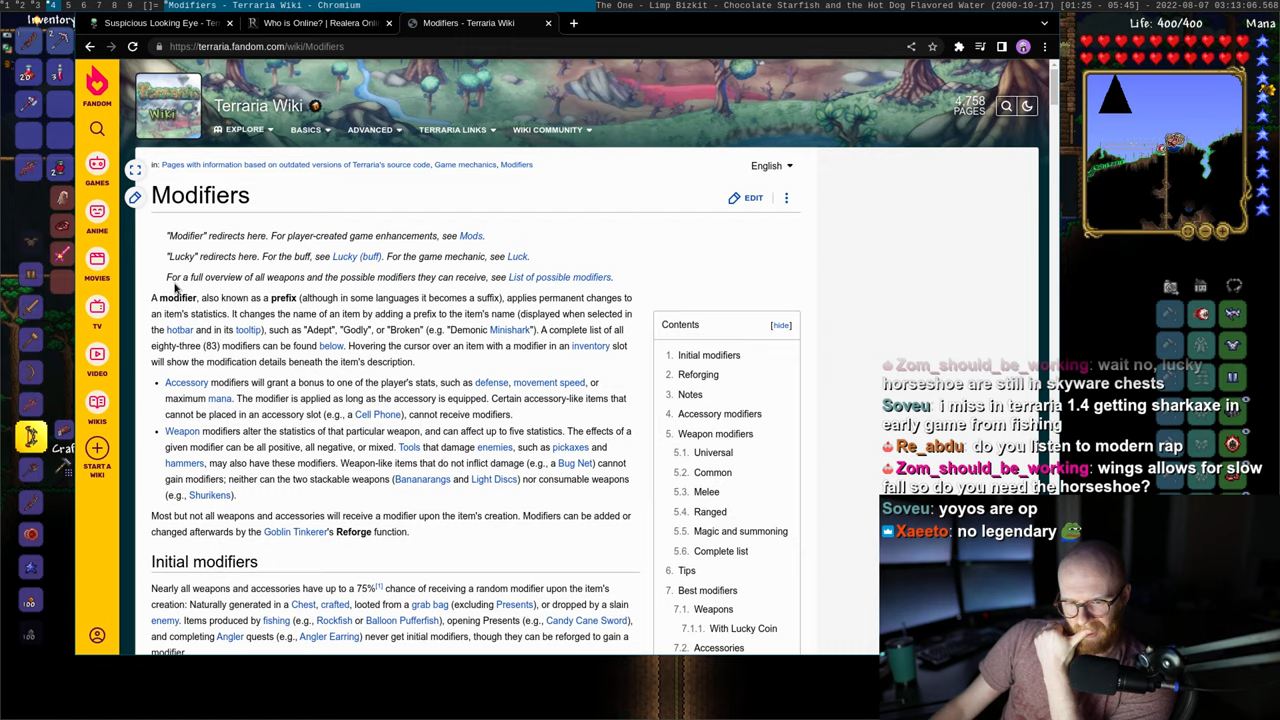 1 2 3 4 5 6 7 8 9 []= Modifiers - Terraria Wiki - Chromium
The One - Limp Bizkit - Chocolate Starfish and the Hot Dog Flavored Water (2000-10-17) [01:25 - 05:45] - 2022-08-07 03:13:06.568
Inventory
Suspicious Looking Eye - Ter
Who is Online? | Realera Onli
Modifiers - Terraria Wiki
https://terraria.fandom.com/wiki/Modifiers
Life: 400/400
Mana
FANDOM
GAMES
ANIME
MOVIES
TV
VIDEO
WIKIS
START A
WIKI
Terraria
Wiki
Terraria Wiki
4,758
PAGES
EXPLORE
BASICS
ADVANCED
TERRARIA LINKS
WIKI COMMUNITY
in: Pages with information based on outdated versions of Terraria's source code, Game mechanics, Modifiers
English
Modifiers
EDIT
"Modifier" redirects here. For player-created game enhancements, see Mods.
"Lucky" redirects here. For the buff, see Lucky (buff). For the game mechanic, see Luck.
For a full overview of all weapons and the possible modifiers they can receive, see List of possible modifiers.
A modifier, also known as a prefix (although in some languages it becomes a suffix), applies permanent changes to
an item's statistics. It changes the name of an item by adding a prefix to the item's name (displayed when selected in
the hotbar and in its tooltip), such as "Adept", "Godly", or "Broken" (e.g. "Demonic Minishark"). A complete list of all
eighty-three (83) modifiers can be found below. Hovering the cursor over an item with a modifier in an inventory slot
will show the modification details beneath the item's description.
Accessory modifiers will grant a bonus to one of the player's stats, such as defense, movement speed, or
maximum mana. The modifier is applied as long as the accessory is equipped. Certain accessory-like items that
cannot be placed in an accessory slot (e.g., a Cell Phone), cannot receive modifiers.
Weapon modifiers alter the statistics of that particular weapon, and can affect up to five statistics. The effects of a
given modifier can be all positive, all negative, or mixed. Tools that damage enemies, such as pickaxes and
hammers, may also have these modifiers. Weapon-like items that do not inflict damage (e.g., a Bug Net) cannot
gain modifiers; neither can the two stackable weapons (Bananarangs and Light Discs) nor consumable weapons
(e.g., Shurikens).
Most but not all weapons and accessories will receive a modifier upon the item's creation. Modifiers can be added or
changed afterwards by the Goblin Tinkerer's Reforge function.
Initial modifiers
Nearly all weapons and accessories have up to a 75%[1] chance of receiving a random modifier upon the item's
creation: Naturally generated in a Chest, crafted, looted from a grab bag (excluding Presents), or dropped by a slain
enemy. Items produced by fishing (e.g., Rockfish or Balloon Pufferfish), opening Presents (e.g., Candy Cane Sword),
and completing Angler quests (e.g., Angler Earring) never get initial modifiers, though they can be reforged to gain a
modifier.
Contents [hide]
1. Initial modifiers
2. Reforging
3. Notes
4. Accessory modifiers
5. Weapon modifiers
5.1. Universal
5.2. Common
5.3. Melee
5.4. Ranged
5.5. Magic and summoning
5.6. Complete list
6. Tips
7. Best modifiers
7.1. Weapons
7.1.1. With Lucky Coin
7.2. Accessories
Craf
100
100
Zom_should_be_working: wait no, lucky
horseshoe are still in skyware chests
Soveu: i miss in terraria 1.4 getting sharkaxe in
early game from fishing
Re_abdu: do you listen to modern rap
Zom_should_be_working: wings allows for slow
fall so do you need the horseshoe?
Soveu: yoyos are op
Xaeeto: no legendary